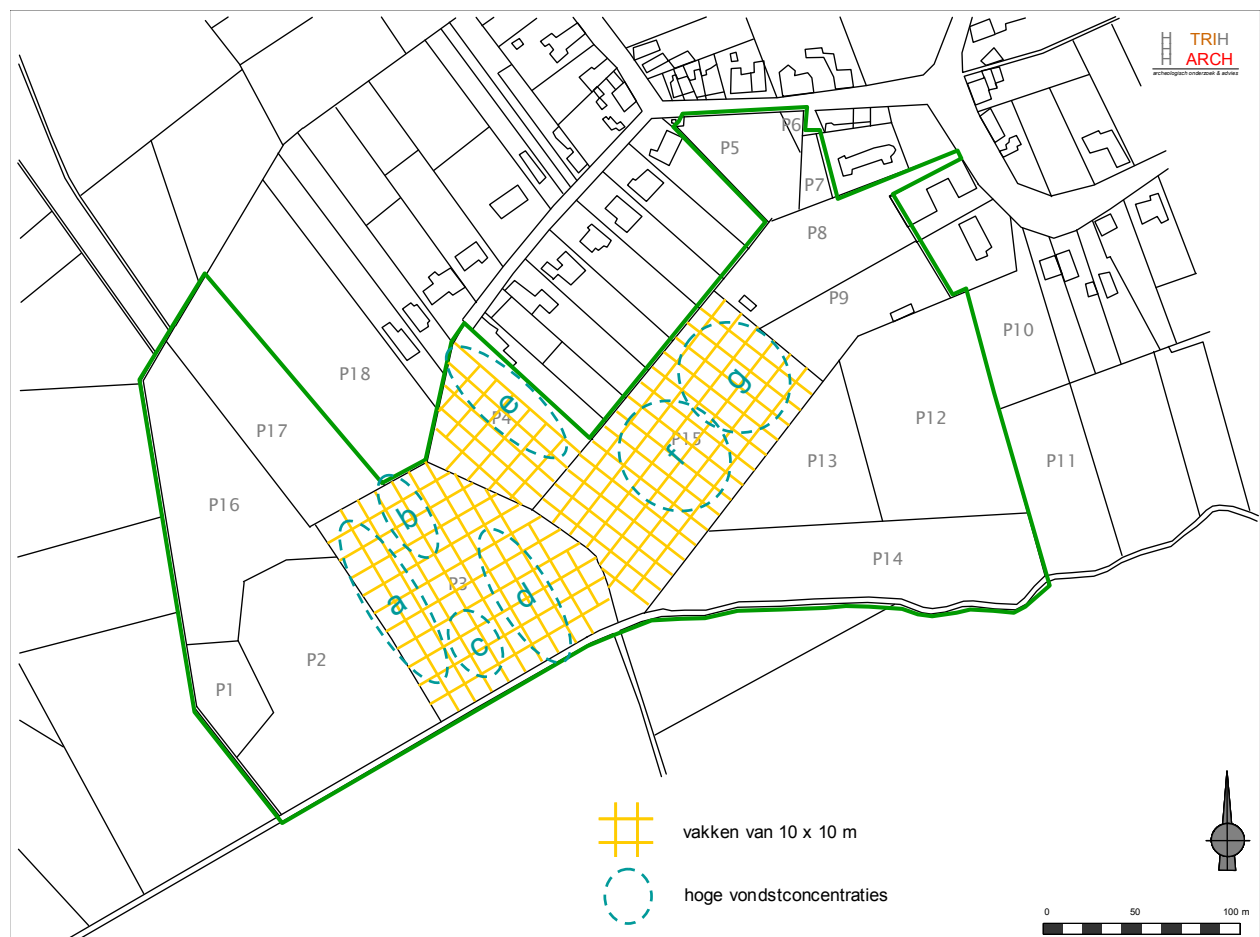 H TRIH
H
H ARCH
archeologisch onderzoek & advies
P6
P5
P7
P8
P9
P10
P18
g
e
P4
P12
P17
P15
f
P13
P11
P16
b
P14
P3
d
a
c
P2
P1
vakken van 10 x 10 m
hoge vondstconcentraties
0 50 100 m